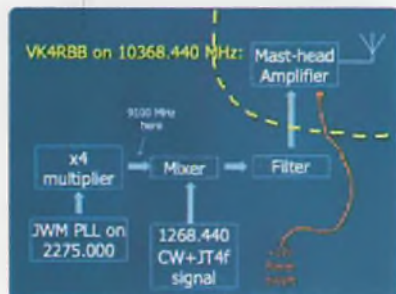 VK4RBB on 10368.440 MHz:
Mast-head
Amplifier
9100 MHz
here
x4
multiplier
Mixer
Filter
JWM PLL on
2275.000
1268.440
CW+JT4f
signal